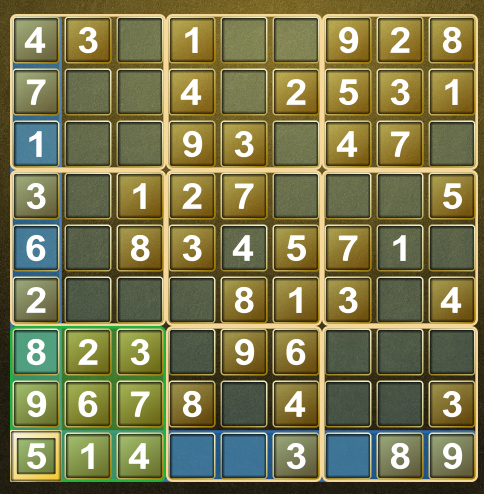 4 3 1 9 2 8
7 4 2 5 3 1
1 9 3 4 7
3 1 2 7 5
6 8 3 4 5 7 1
2 8 1 3 4
8 2 3 9 6
9 6 7 8 4 3
5 1 4 3 8 9